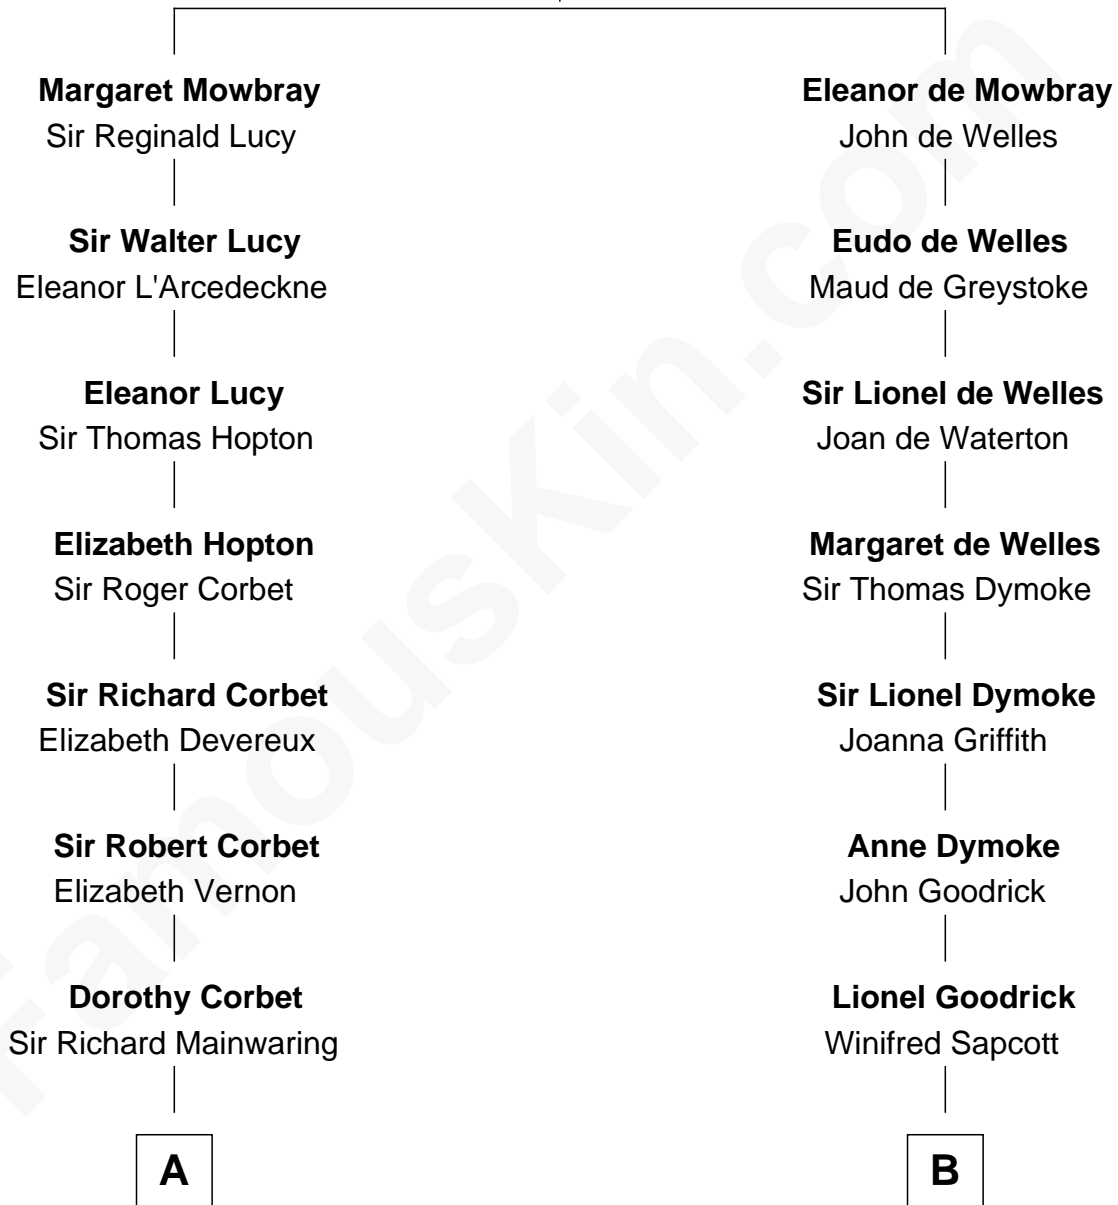 Margaret Mowbray
Sir Reginald Lucy
Sir Walter Lucy
Eleanor L'Arcedeckne
Eleanor Lucy
Sir Thomas Hopton
Elizabeth Hopton
Sir Roger Corbet
Sir Richard Corbet
Elizabeth Devereux
Sir Robert Corbet
Elizabeth Vernon
Dorothy Corbet
Sir Richard Mainwaring
A
Eleanor de Mowbray
John de Welles
Eudo de Welles
Maud de Greystoke
Sir Lionel de Welles
Joan de Waterton
Margaret de Welles
Sir Thomas Dymoke
Sir Lionel Dymoke
Joanna Griffith
Anne Dymoke
John Goodrick
Lionel Goodrick
Winifred Sapcott
B
FamousKin.com